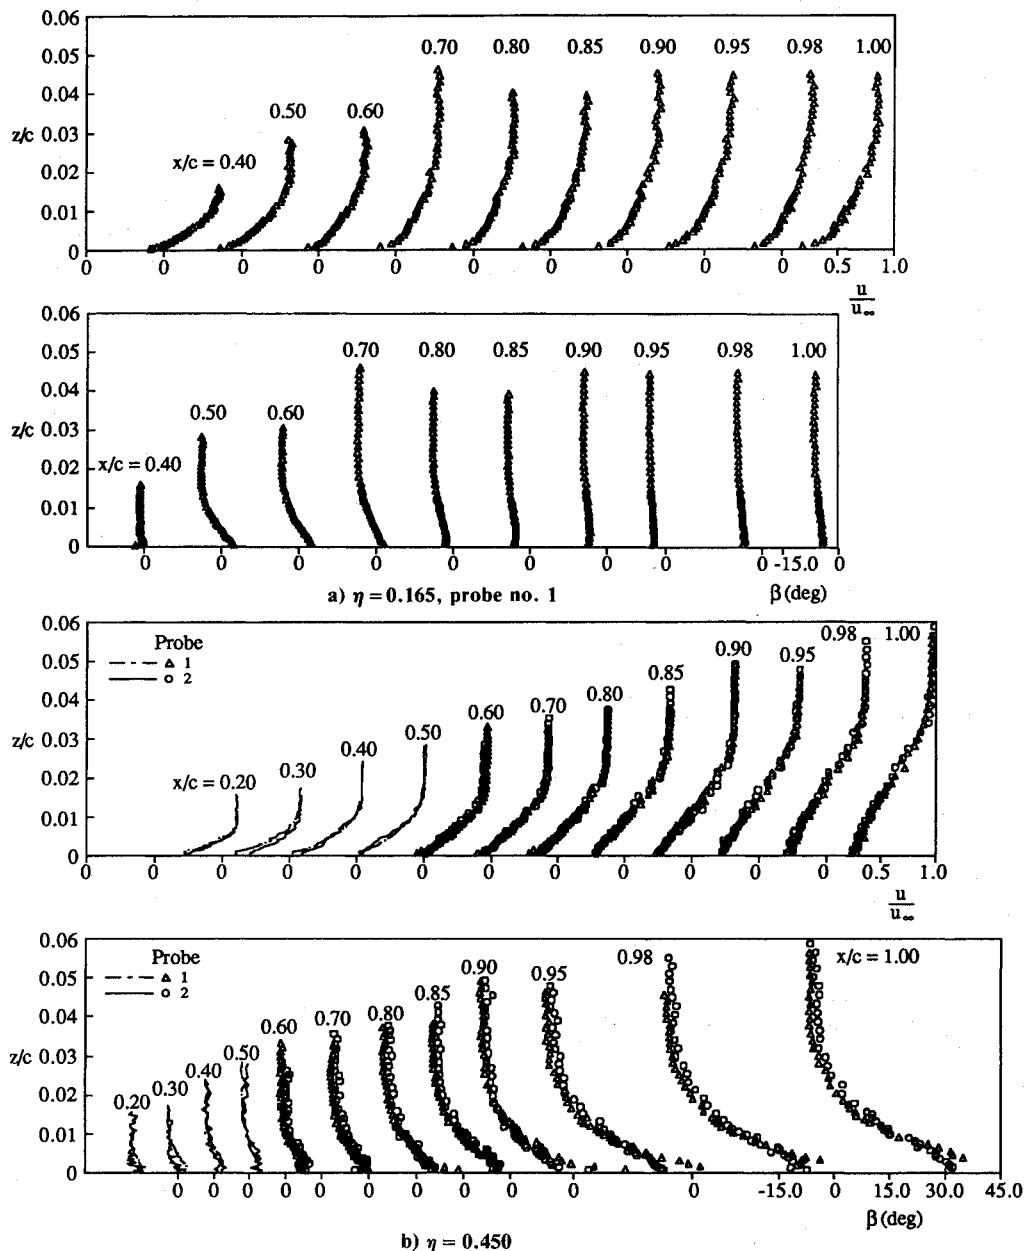 0.06
0.05
0.04
z/c 0.03
0.02
0.01
0
x/c = 0.40 0.50 0.60 0.70 0.80 0.85 0.90 0.95 0.98 1.00
0 0 0 0 0 0 0 0 0 0 0.5 1.0
u
u∞
0.06
0.05
0.04
z/c 0.03
0.02
0.01
0
x/c = 0.40 0.50 0.60 0.70 0.80 0.85 0.90 0.95 0.98 1.00
0 0 0 0 0 0 0 0 0 -15.0 0
β (deg)
a) η = 0.165, probe no. 1
0.06
0.05
0.04
z/c 0.03
0.02
0.01
0
Probe
1
2
x/c = 0.20 0.30 0.40 0.50 0.60 0.70 0.80 0.85 0.90 0.95 0.98 1.00
0 0 0 0 0 0 0 0 0 0 0 0 0.5 1.0
u
u∞
0.06
0.05
0.04
z/c 0.03
0.02
0.01
0
Probe
1
2
0.20 0.30 0.40 0.50 0.60 0.70 0.80 0.85 0.90 0.95 0.98 x/c = 1.00
0 0 0 0 0 0 0 0 0 0 0 -15.0 0 15.0 30.0 45.0
β (deg)
b) η = 0.450